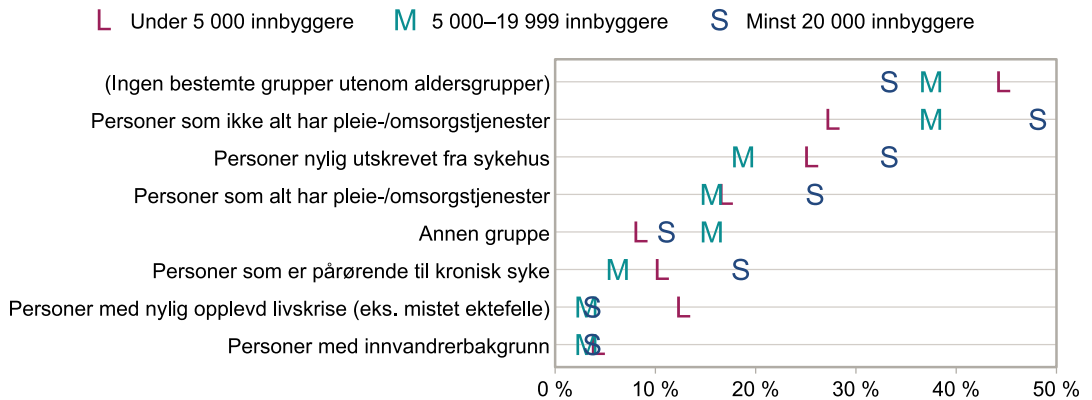 L Under 5 000 innbyggere M 5 000–19 999 innbyggere S Minst 20 000 innbyggere
(Ingen bestemte grupper utenom aldersgrupper) S M L
Personer som ikke alt har pleie-/omsorgstjenester L M S
Personer nylig utskrevet fra sykehus M L S
Personer som alt har pleie-/omsorgstjenester M L S
Annen gruppe L S M
Personer som er pårørende til kronisk syke M L S
Personer med nylig opplevd livskrise (eks. mistet ektefelle) M S L
Personer med innvandrerbakgrunn M S L
0 % 10 % 20 % 30 % 40 % 50 %